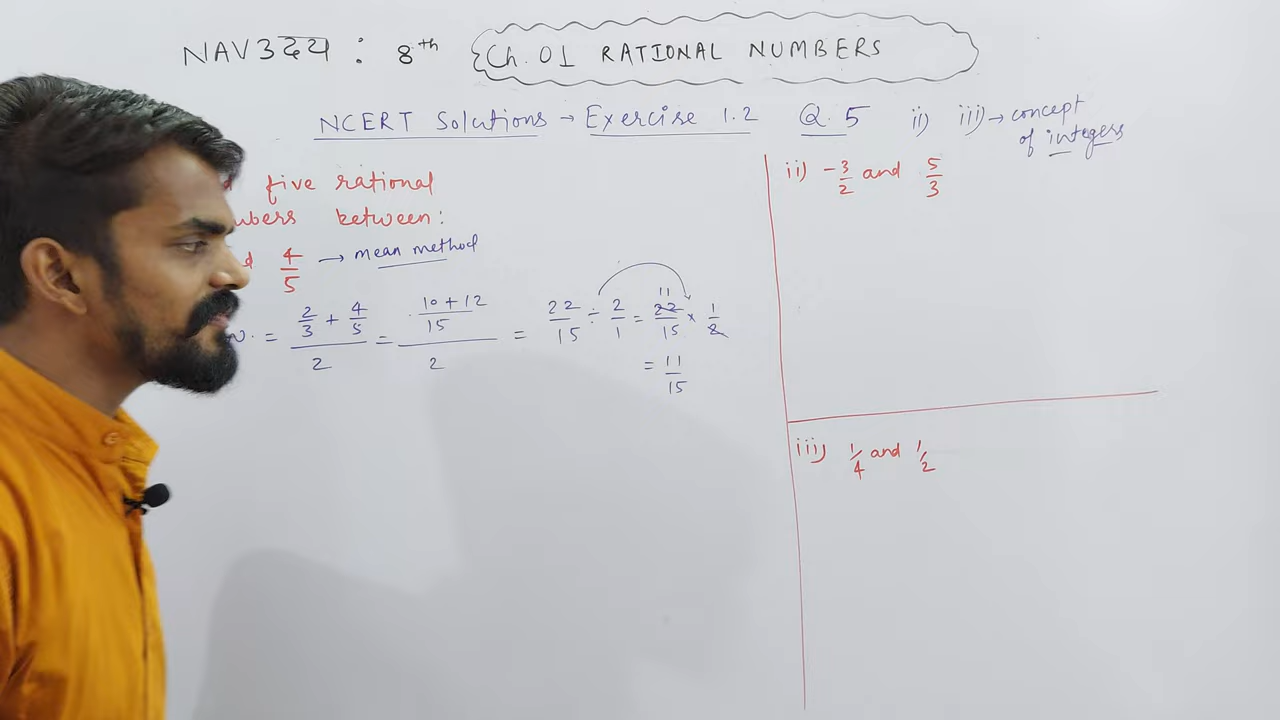 NAV3दीप : 8th Ch. 01 RATIONAL NUMBERS
NCERT Solutions → Exercise 1.2 Q. 5 ii) iii) → concept
of integers
five rational
between:
4/5 → mean method
= (2/3 + 4/5)/2 = ((10 + 12)/15)/2 = 22/15 ÷ 2/1 = 22/15 11 × 1/2
= 11/15
ii) -3/2 and 5/3
iii) 1/4 and 1/2